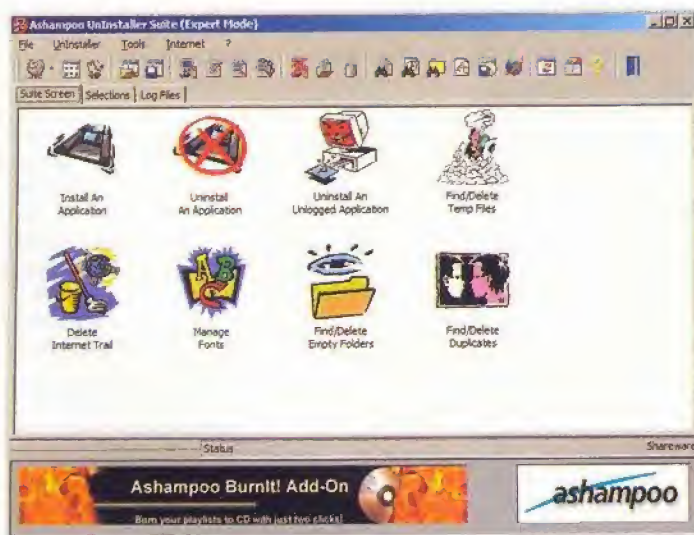 Ashampoo UnInstaller Suite (Expert Mode)
File UnInstaller Tools Internet ?
Suite Screen Selections Log Files
Install An
Application
Uninstall
An Application
Uninstall An
Unlogged Application
Find/Delete
Temp Files
Delete
Internet Trail
Manage
Fonts
Find/Delete
Empty Folders
Find/Delete
Duplicates
Status
Shareware
Ashampoo BurnIt! Add-On
Burn your playlists to CD with just two clicks!
ashampoo
A B C